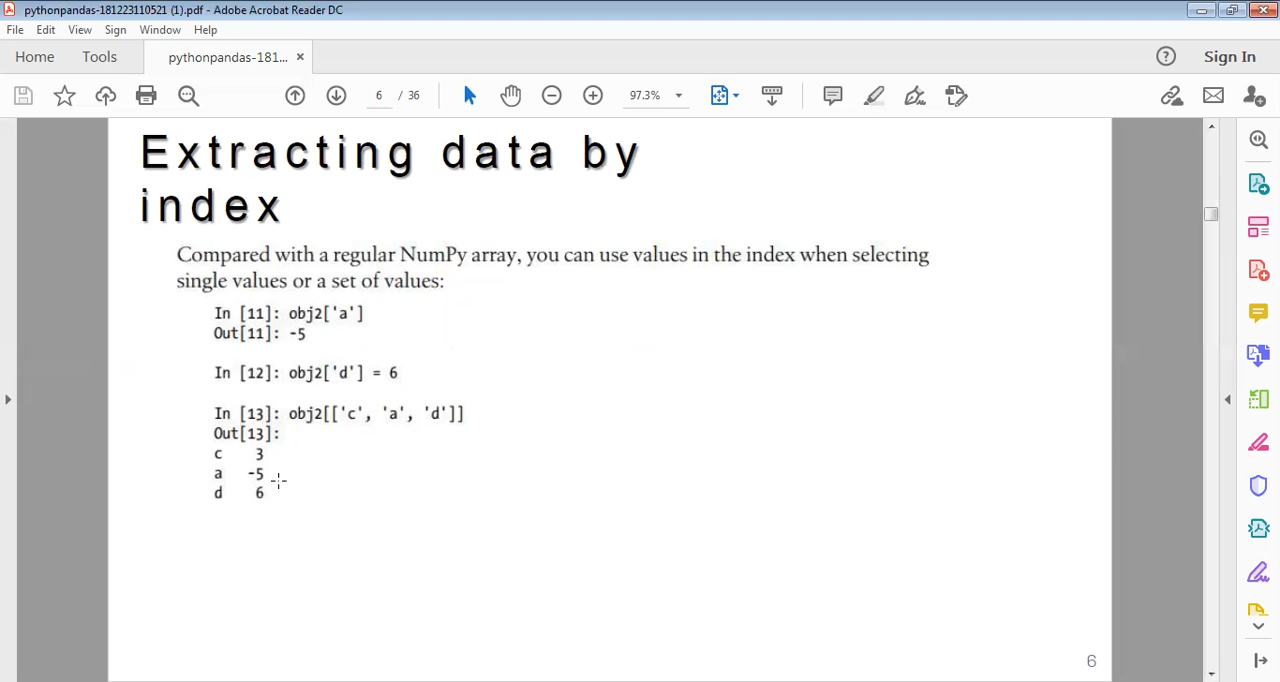 pythonpandas-181223110521 (1).pdf - Adobe Acrobat Reader DC
File Edit View Sign Window Help
Home Tools pythonpandas-181... × Sign In
6 / 36 97.3%
Extracting data by
index
Compared with a regular NumPy array, you can use values in the index when selecting
single values or a set of values:
In [11]: obj2['a']
Out[11]: -5
In [12]: obj2['d'] = 6
In [13]: obj2[['c', 'a', 'd']]
Out[13]:
c 3
a -5
d 6
6